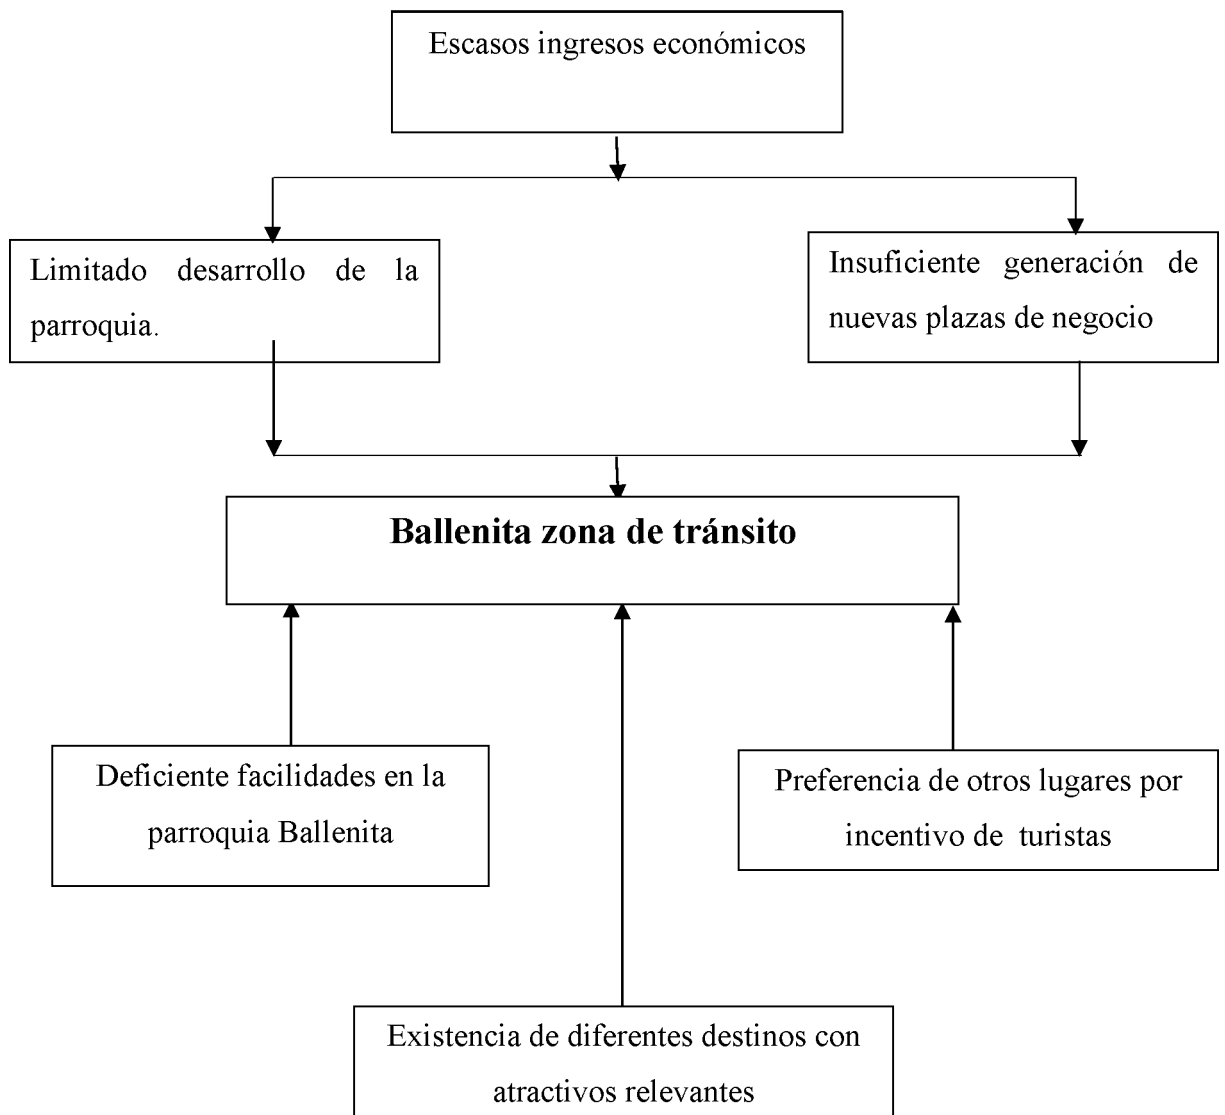 Escasos ingresos económicos
Limitado desarrollo de la
parroquia.
Insuficiente generación de
nuevas plazas de negocio
Ballenita zona de tránsito
Deficiente facilidades en la
parroquia Ballenita
Preferencia de otros lugares por
incentivo de turistas
Existencia de diferentes destinos con
atractivos relevantes